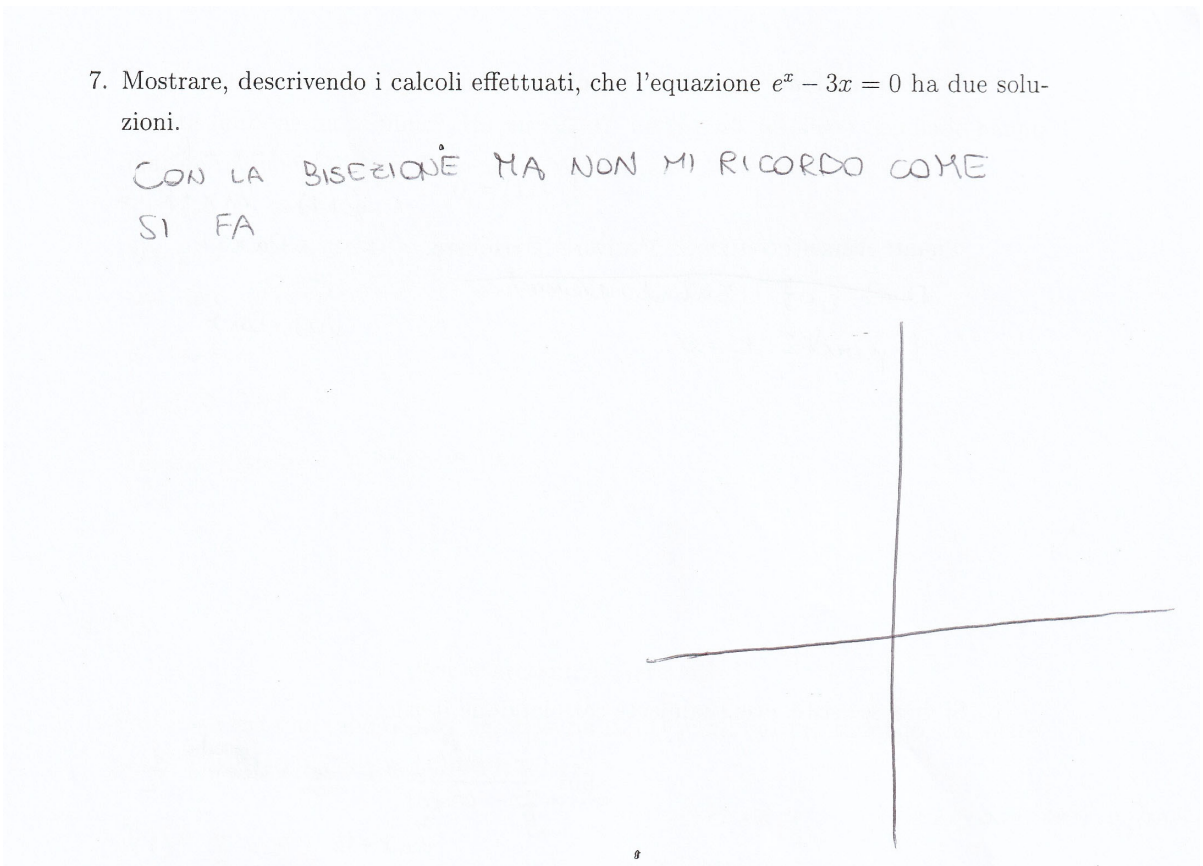 7. Mostrare, descrivendo i calcoli effettuati, che l'equazione e^x − 3x = 0 ha due solu-
zioni.
CON LA BISEZIONE MA NON MI RICORDO COME
SI FA